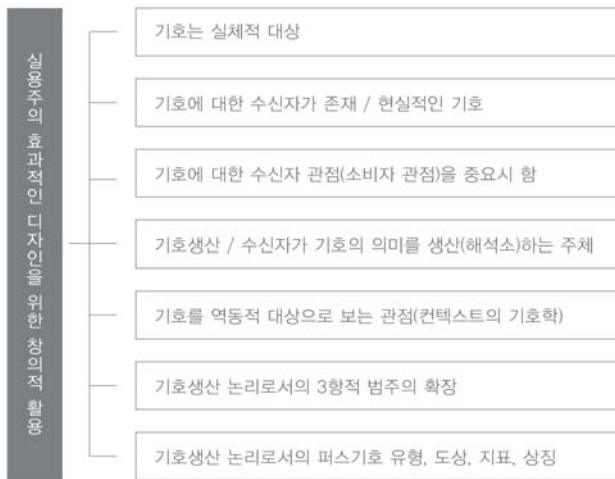 실용주의 효과적인 디자인을 위한 창의적 활용
기호는 실체적 대상
기호에 대한 수신자가 존재 / 현실적인 기호
기호에 대한 수신자 관점(소비자 관점)을 중요시 함
기호생산 / 수신자가 기호의 의미를 생산(해석소)하는 주체
기호를 역동적 대상으로 보는 관점(컨텍스트의 기호학)
기호생산 논리로서의 3항적 범주의 확장
기호생산 논리로서의 퍼스기호 유형, 도상, 지표, 상징